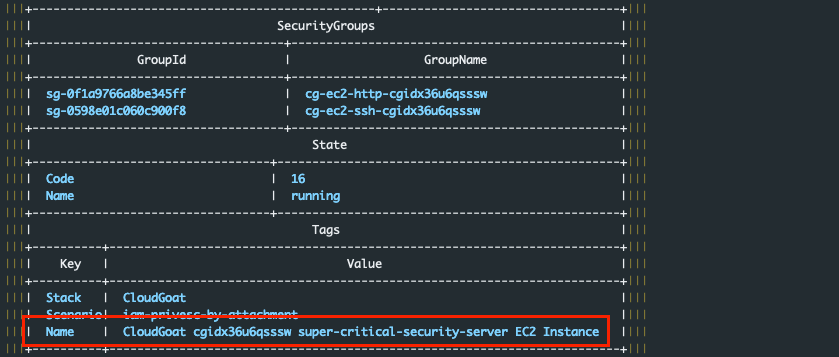 SecurityGroups
GroupId | GroupName
sg-0f1a9766a8be345ff | cg-ec2-http-cgidx36u6qsssw
sg-0598e01c060c900f8 | cg-ec2-ssh-cgidx36u6qsssw
State
Code | 16
Name | running
Tags
Key | Value
Stack | CloudGoat
Scenario| iam-privesc-by-attachment
Name | CloudGoat cgidx36u6qsssw super-critical-security-server EC2 Instance